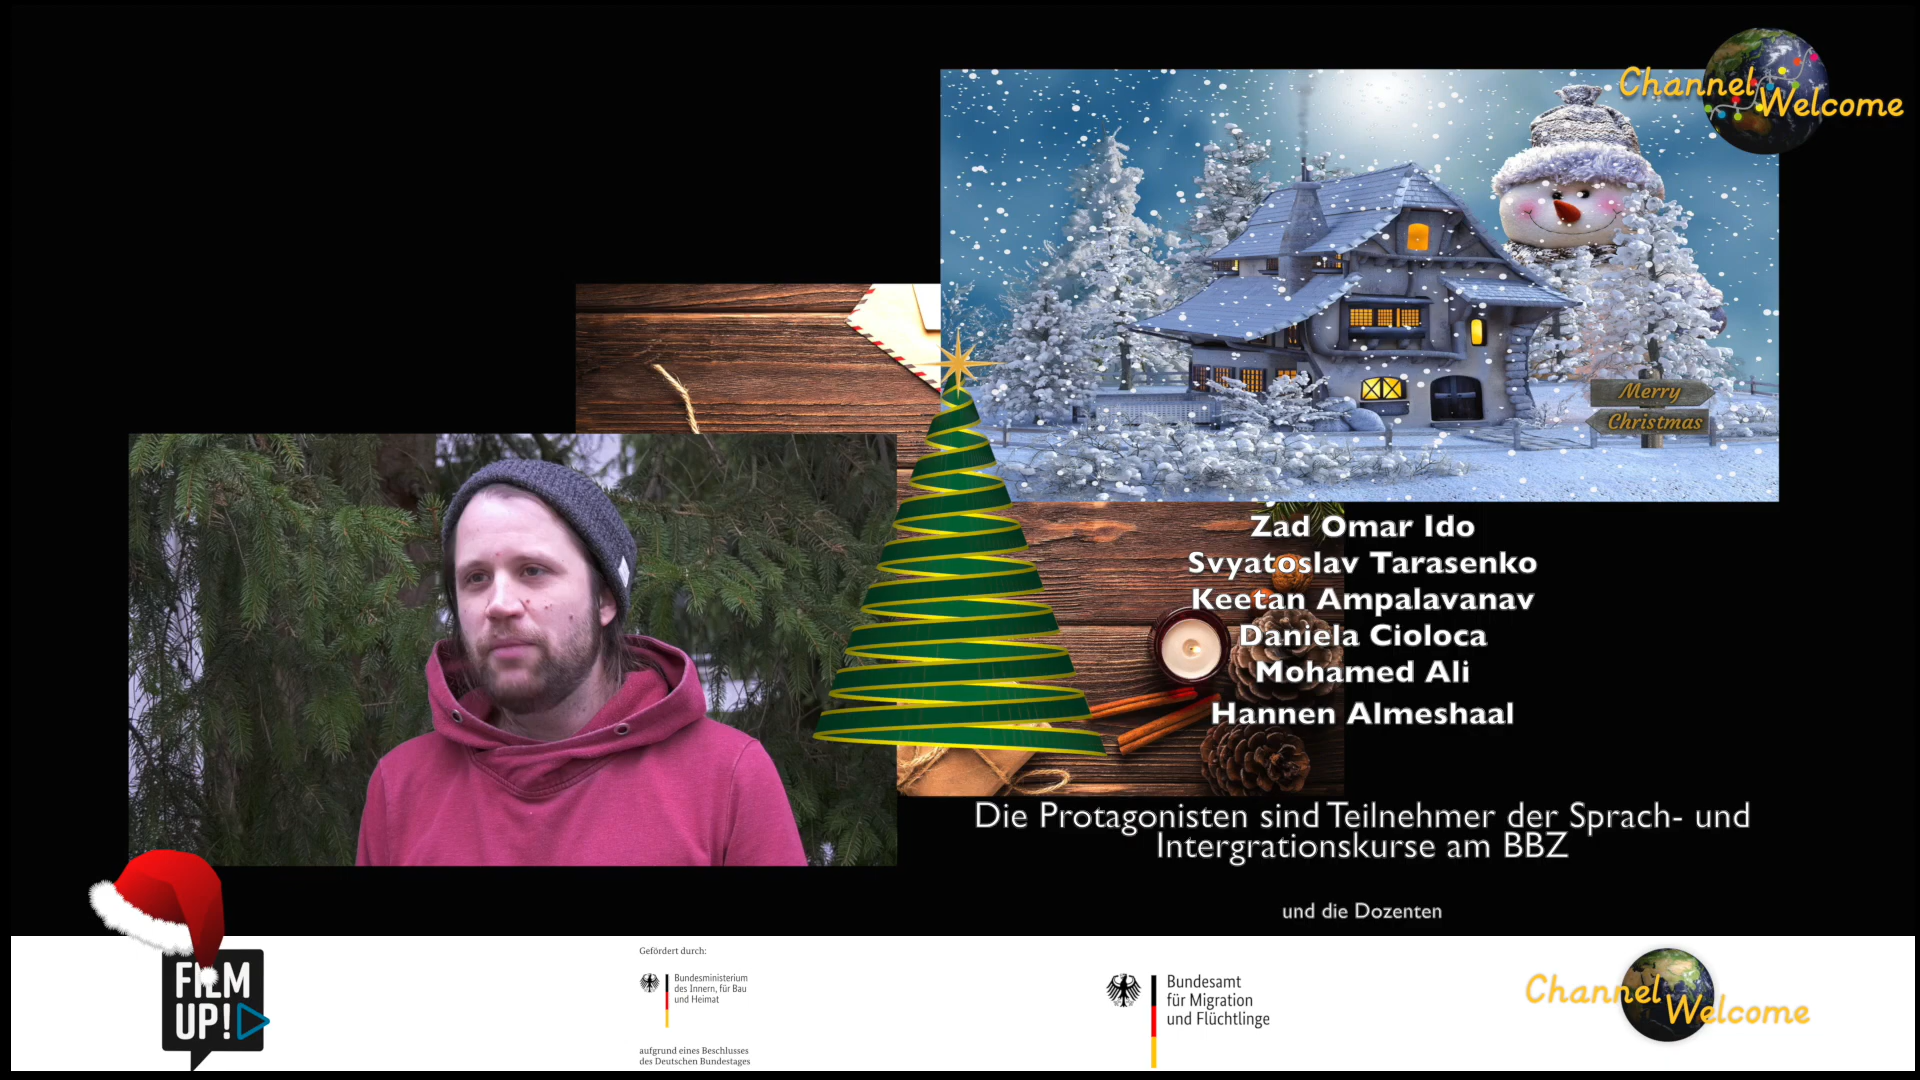 Channel
Welcome
Merry
Christmas
Zad Omar Ido
Svyatoslav Tarasenko
Keetan Ampalavanav
Daniela Cioloca
Mohamed Ali
Hannen Almeshaal
Die Protagonisten sind Teilnehmer der Sprach- und
Intergrationskurse am BBZ
und die Dozenten
FILM
UP!
Gefördert durch:
Bundesministerium
des Innern, für Bau
und Heimat
aufgrund eines Beschlusses
des Deutschen Bundestages
Bundesamt
für Migration
und Flüchtlinge
Channel
Welcome